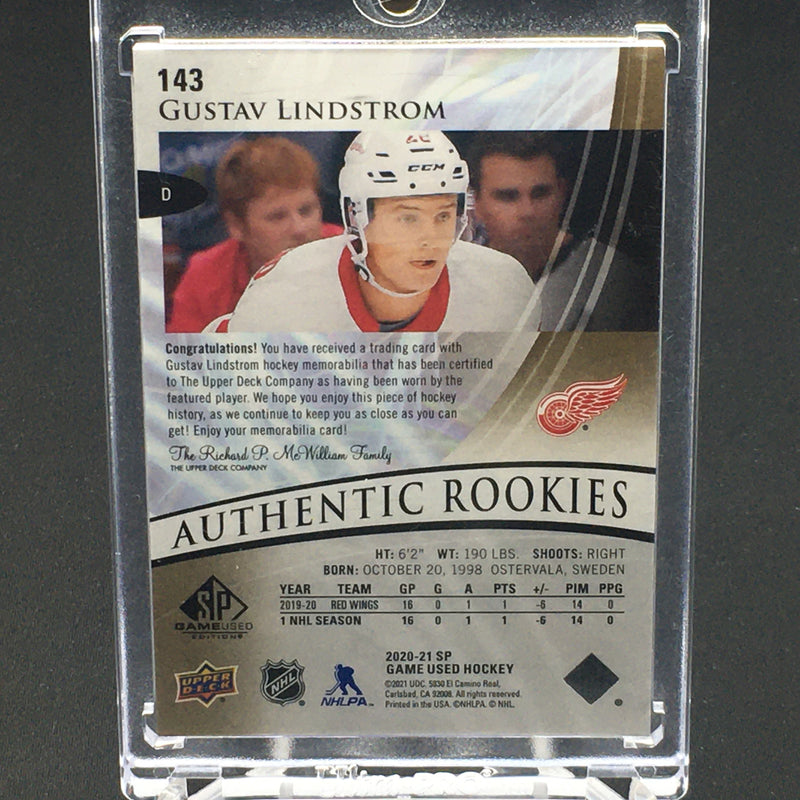 143
GUSTAV LINDSTROM
28
CCM
D
Congratulations! You have received a trading card with
Gustav Lindstrom hockey memorabilia that has been certified
to The Upper Deck Company as having been worn by the
featured player. We hope you enjoy this piece of hockey
history, as we continue to keep you as close as you can
get! Enjoy your memorabilia card!
The Richard P. McWilliam Family
THE UPPER DECK COMPANY
AUTHENTIC ROOKIES
HT: 6'2" WT: 190 LBS. SHOOTS: RIGHT
BORN: OCTOBER 20, 1998 OSTERVALA, SWEDEN
YEAR TEAM GP G A PTS +/- PIM PPG
2019-20 RED WINGS 16 0 1 1 -6 14 0
1 NHL SEASON 16 0 1 1 -6 14 0
SP
GAMEUSED
EDITION
UPPER DECK
NHL
NHLPA
2020-21 SP
GAME USED HOCKEY
©2021 UDC. 5830 El Camino Real,
Carlsbad, CA 92008. All rights reserved.
Printed in the USA. ©NHLPA. © NHL.